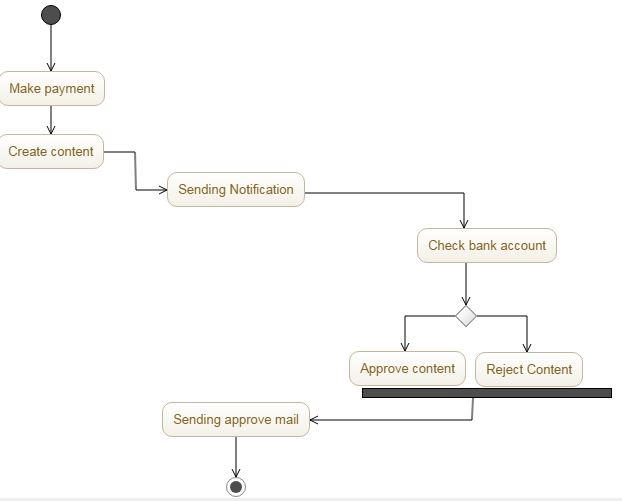 Make payment
Create content
Sending Notification
Check bank account
Approve content
Reject Content
Sending approve mail